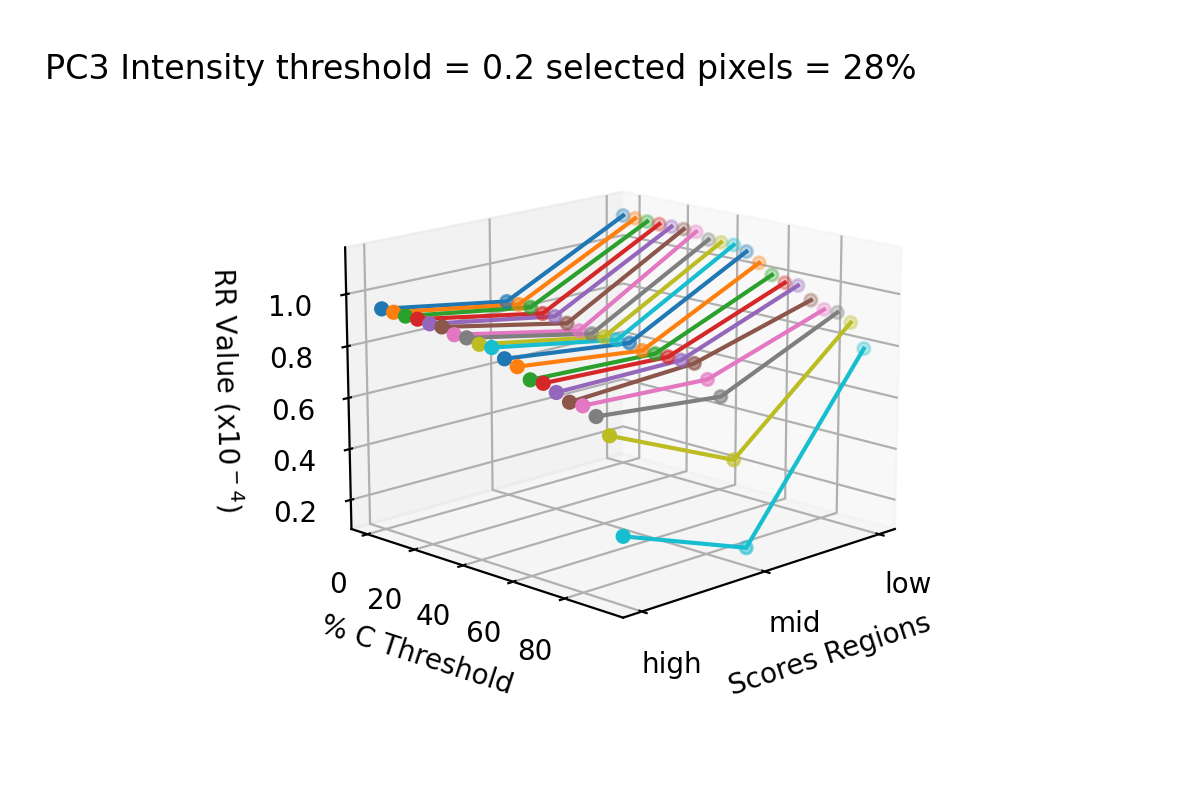 PC3 Intensity threshold = 0.2 selected pixels = 28%
RR Value (x10⁻⁴)
1.0
0.8
0.6
0.4
0.2
0
20
40
60
80
% C Threshold
high
mid
low
Scores Regions